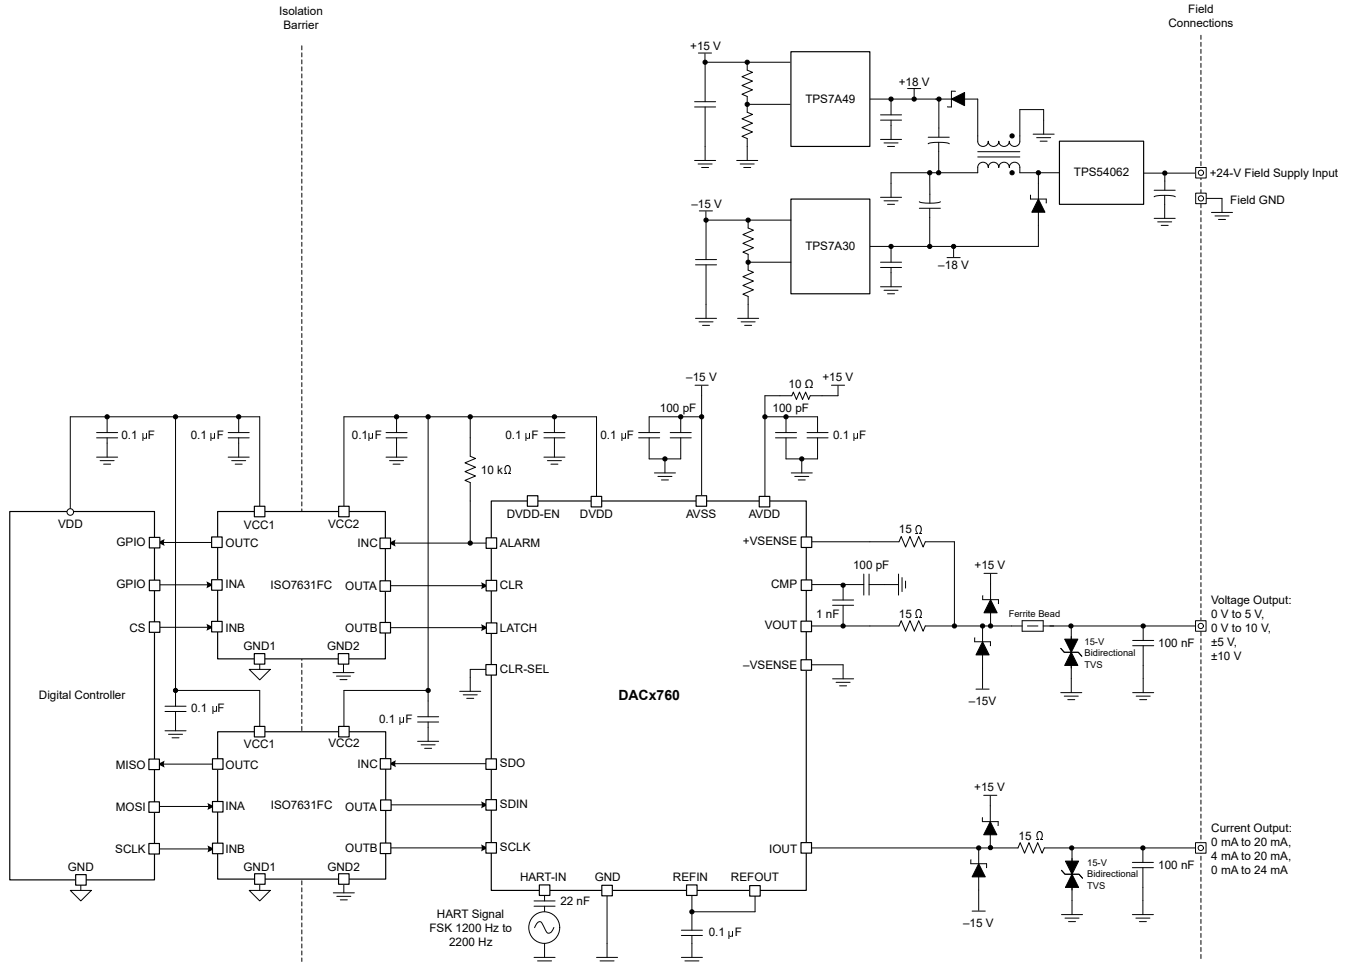 Isolation
Barrier
Field
Connections
+15 V
TPS7A49
+18 V
TPS54062
+24-V Field Supply Input
Field GND
–15 V
TPS7A30
–18 V
–15 V
10 Ω
+15 V
100 pF
100 pF
0.1 µF
0.1 µF
0.1µF
0.1 µF
0.1 µF
0.1 µF
10 kΩ
VDD
VCC1
VCC2
DVDD-EN
DVDD
AVSS
AVDD
GPIO
OUTC
INC
ALARM
+VSENSE
15 Ω
GPIO
INA
ISO7631FC
OUTA
CLR
CMP
100 pF
+15 V
1 nF
15 Ω
Ferrite Bead
CS
INB
OUTB
LATCH
VOUT
Voltage Output:
0 V to 5 V,
0 V to 10 V,
±5 V,
±10 V
15-V
Bidirectional
TVS
100 nF
GND1
GND2
CLR-SEL
–VSENSE
–15V
Digital Controller
DACx760
0.1 µF
0.1 µF
VCC1
VCC2
MISO
OUTC
INC
SDO
+15 V
MOSI
INA
ISO7631FC
OUTA
SDIN
15 Ω
SCLK
INB
OUTB
SCLK
IOUT
Current Output:
0 mA to 20 mA,
4 mA to 20 mA,
0 mA to 24 mA
15-V
Bidirectional
TVS
100 nF
GND
GND1
GND2
HART-IN
GND
REFIN
REFOUT
–15 V
22 nF
HART Signal
FSK 1200 Hz to
2200 Hz
0.1 µF